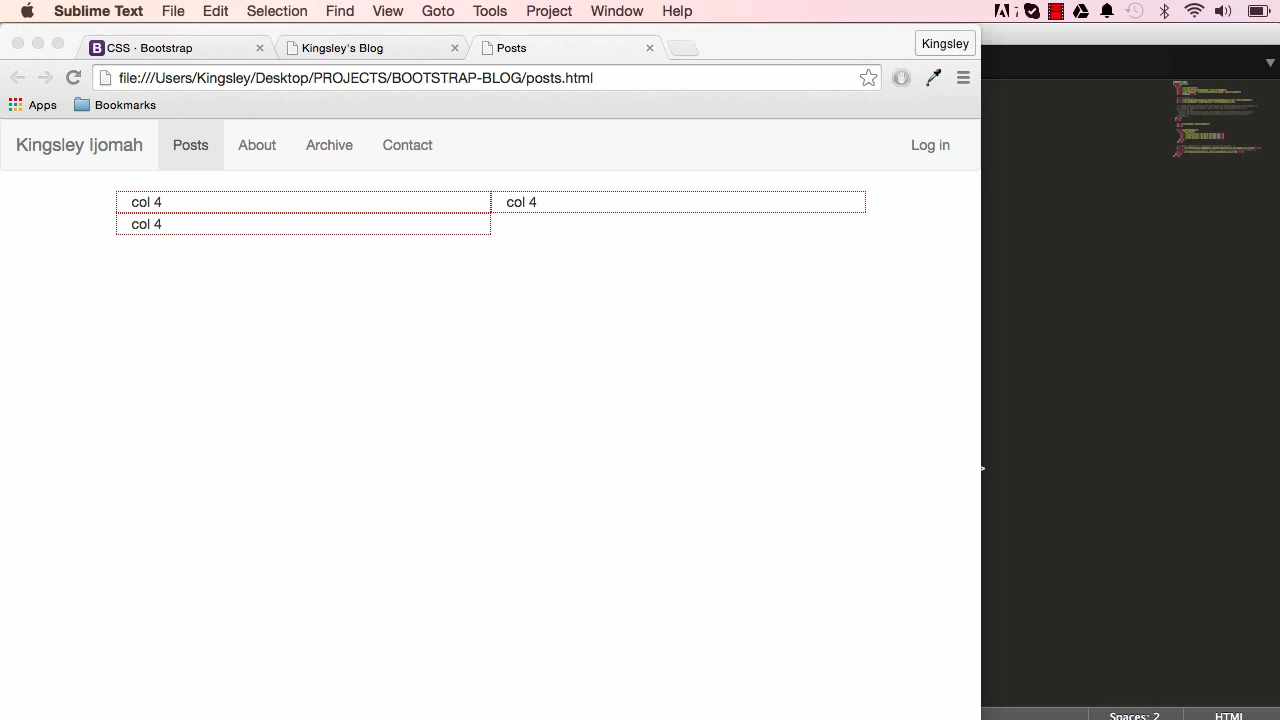 Sublime Text File Edit Selection Find View Goto Tools Project Window Help 7
CSS · Bootstrap Kingsley's Blog Posts Kingsley
file:///Users/Kingsley/Desktop/PROJECTS/BOOTSTRAP-BLOG/posts.html
Apps Bookmarks
Kingsley Ijomah Posts About Archive Contact Log in
col 4 col 4
col 4
Spaces: 2 HTML